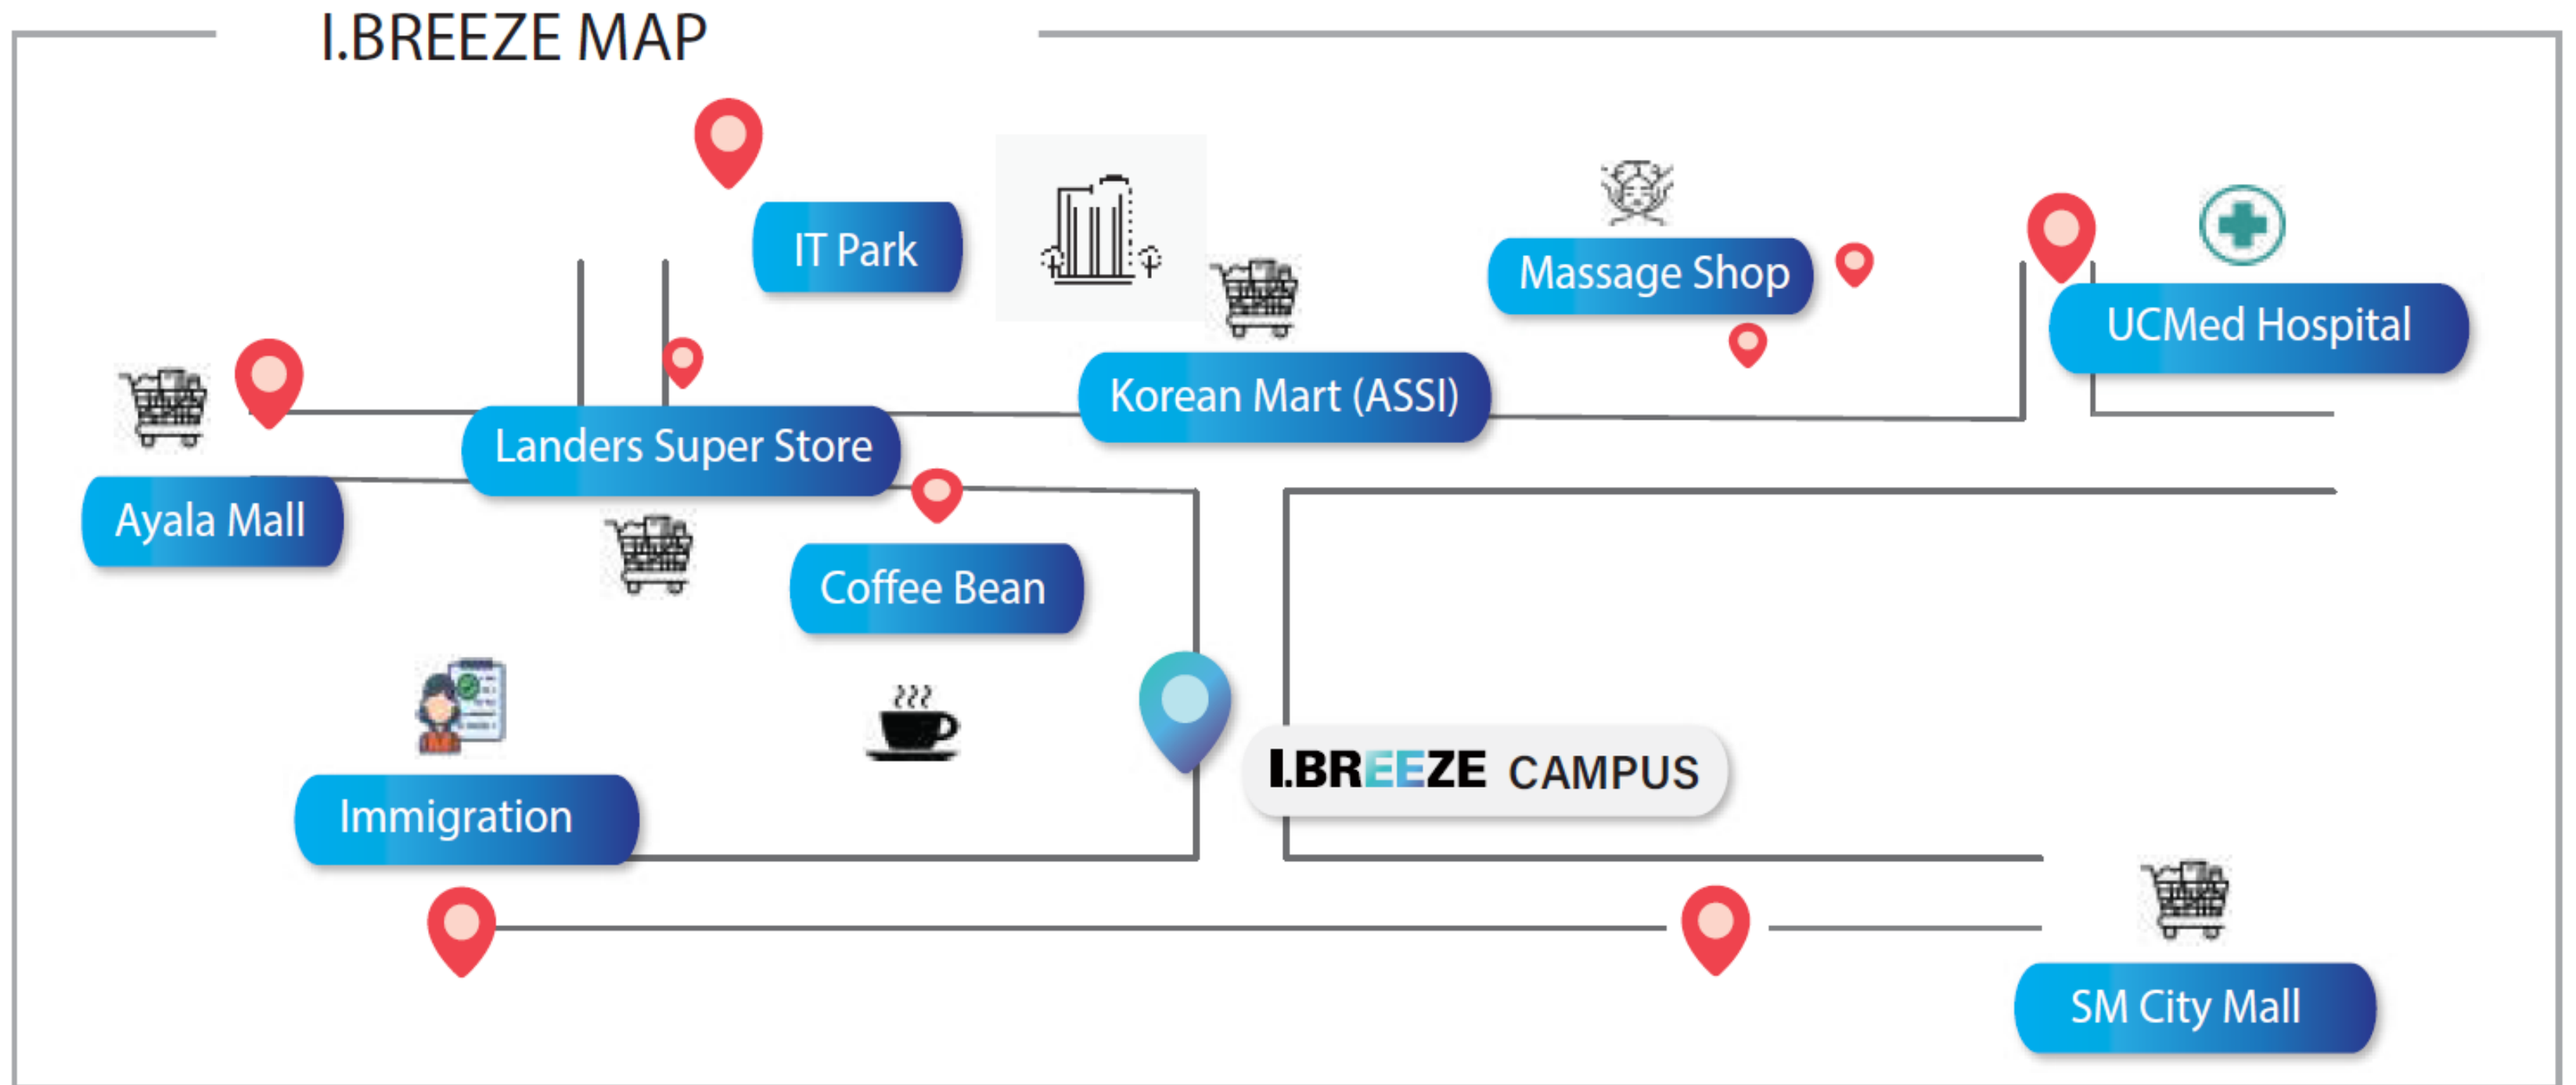 I.BREEZE MAP
IT Park
Massage Shop
UCMed Hospital
Korean Mart (ASSI)
Landers Super Store
Ayala Mall
Coffee Bean
I.BREEZE CAMPUS
Immigration
SM City Mall